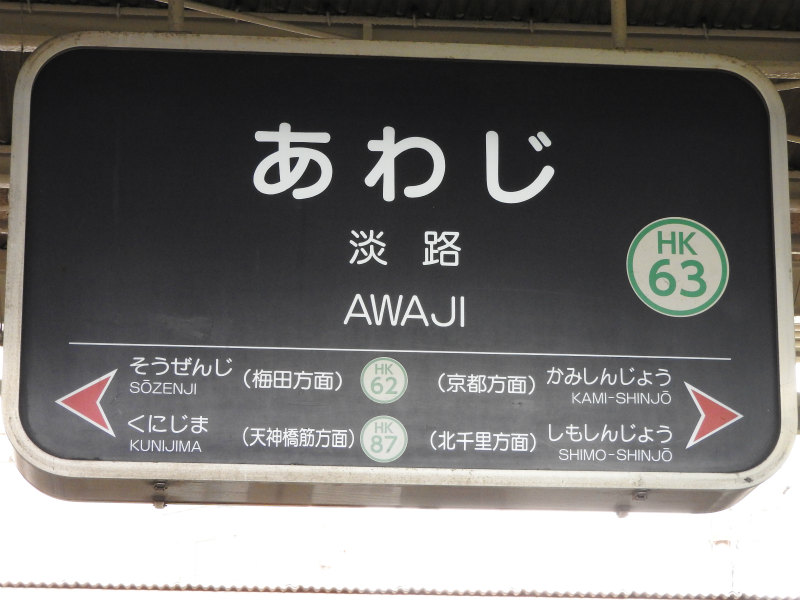 あわじ
淡路
AWAJI
HK
63
そうぜんじ (梅田方面) HK 62 (京都方面) かみしんじょう
SŌZENJI KAMI-SHINJŌ
くにじま (天神橋筋方面) HK 87 (北千里方面) しもしんじょう
KUNIJIMA SHIMO-SHINJŌ